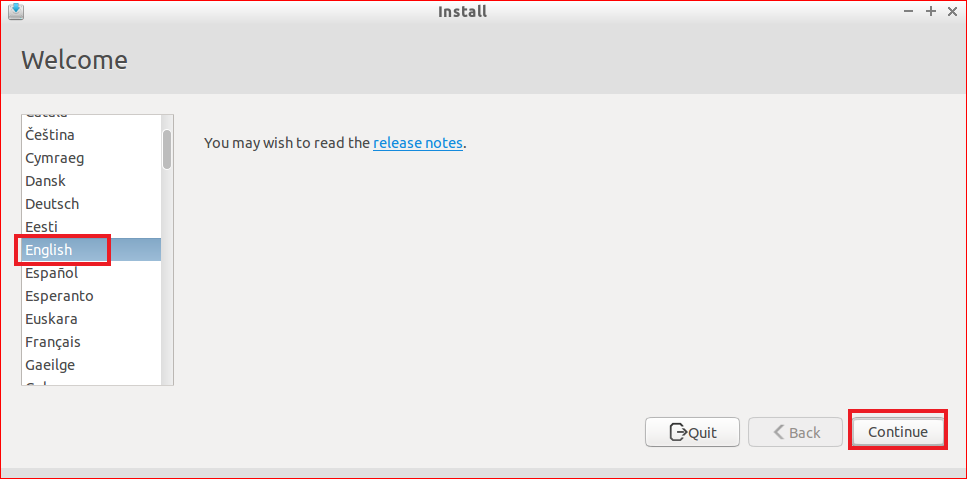 Install
Welcome
Čeština
Cymraeg
Dansk
Deutsch
Eesti
English
Español
Esperanto
Euskara
Français
Gaeilge
You may wish to read the release notes.
Quit
Back
Continue